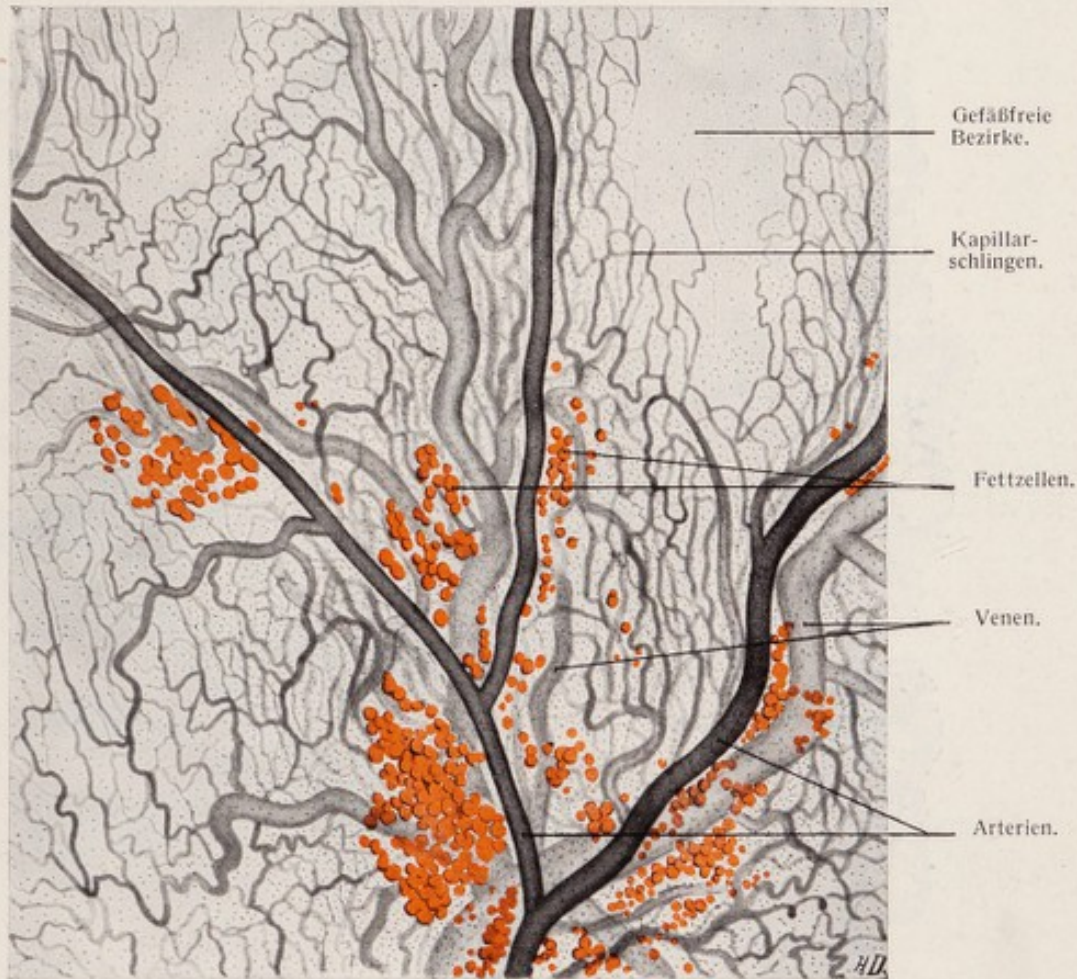 Gefäßfreie
Bezirke.
Kapillar-
schlingen.
Fettzellen.
Venen.
Arterien.
H.D.